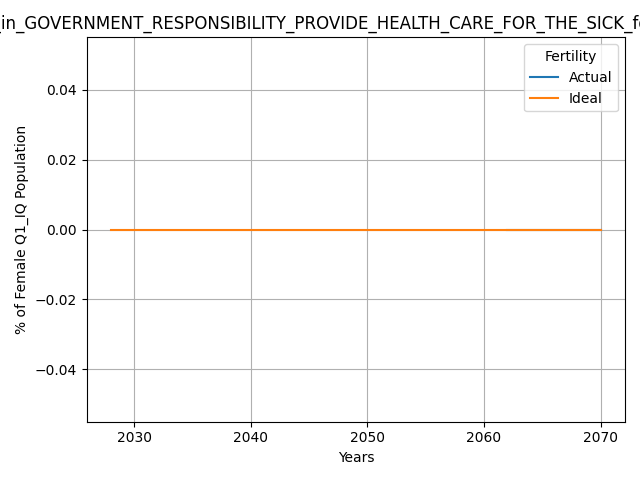 _in_GOVERNMENT_RESPONSIBILITY_PROVIDE_HEALTH_CARE_FOR_THE_SICK_f
Fertility
Actual
Ideal
% of Female Q1_IQ Population
0.04
0.02
0.00
−0.02
−0.04
2030 2040 2050 2060 2070
Years